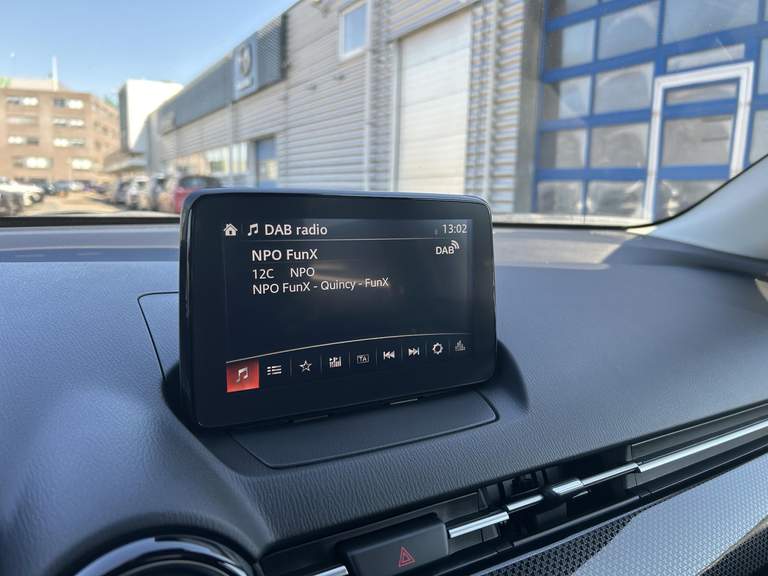 DAB radio 13:02
NPO FunX DAB
12C NPO
NPO FunX - Quincy - FunX
TA